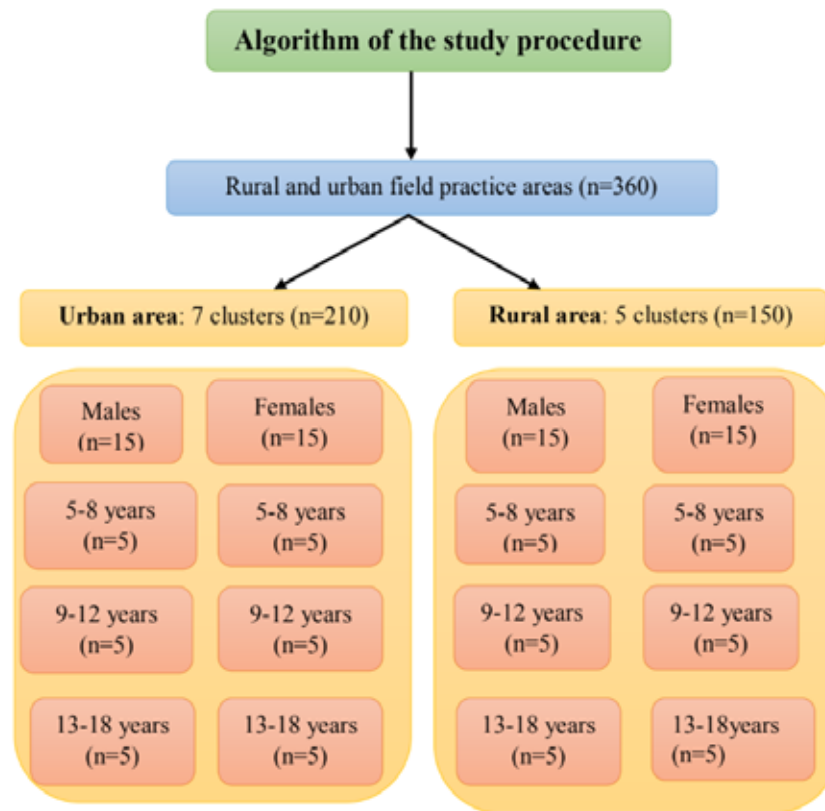 Algorithm of the study procedure
Rural and urban field practice areas (n=360)
Urban area: 7 clusters (n=210)
Rural area: 5 clusters (n=150)
Males
(n=15)
Females
(n=15)
5-8 years
(n=5)
5-8 years
(n=5)
9-12 years
(n=5)
9-12 years
(n=5)
13-18 years
(n=5)
13-18 years
(n=5)
Males
(n=15)
Females
(n=15)
5-8 years
(n=5)
5-8 years
(n=5)
9-12 years
(n=5)
9-12 years
(n=5)
13-18 years
(n=5)
13-18years
(n=5)